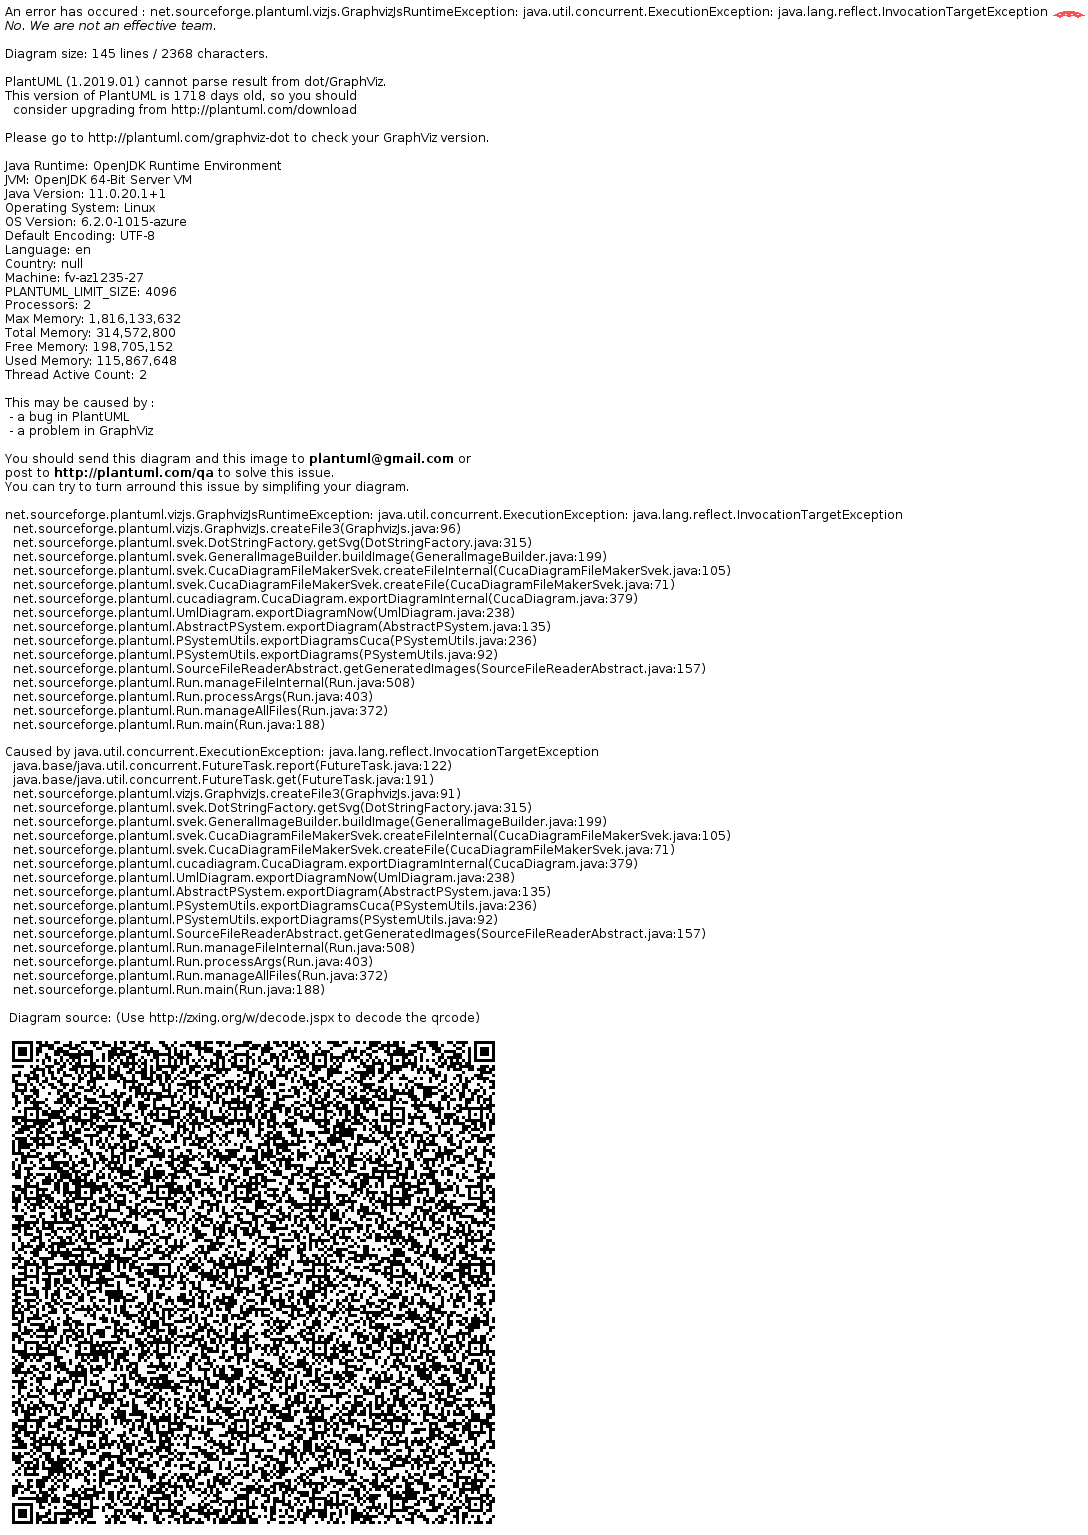 An error has occured : net.sourceforge.plantuml.vizjs.GraphvizJsRuntimeException: java.util.concurrent.ExecutionException: java.lang.reflect.InvocationTargetException
No. We are not an effective team.
Diagram size: 145 lines / 2368 characters.
PlantUML (1.2019.01) cannot parse result from dot/GraphViz.
This version of PlantUML is 1718 days old, so you should
consider upgrading from http://plantuml.com/download
Please go to http://plantuml.com/graphviz-dot to check your GraphViz version.
Java Runtime: OpenJDK Runtime Environment
JVM: OpenJDK 64-Bit Server VM
Java Version: 11.0.20.1+1
Operating System: Linux
OS Version: 6.2.0-1015-azure
Default Encoding: UTF-8
Language: en
Country: null
Machine: fv-az1235-27
PLANTUML_LIMIT_SIZE: 4096
Processors: 2
Max Memory: 1,816,133,632
Total Memory: 314,572,800
Free Memory: 198,705,152
Used Memory: 115,867,648
Thread Active Count: 2
This may be caused by :
- a bug in PlantUML
- a problem in GraphViz
You should send this diagram and this image to plantuml@gmail.com or
post to http://plantuml.com/qa to solve this issue.
You can try to turn arround this issue by simplifing your diagram.
net.sourceforge.plantuml.vizjs.GraphvizJsRuntimeException: java.util.concurrent.ExecutionException: java.lang.reflect.InvocationTargetException
net.sourceforge.plantuml.vizjs.GraphvizJs.createFile3(GraphvizJs.java:96)
net.sourceforge.plantuml.svek.DotStringFactory.getSvg(DotStringFactory.java:315)
net.sourceforge.plantuml.svek.GeneralImageBuilder.buildImage(GeneralImageBuilder.java:199)
net.sourceforge.plantuml.svek.CucaDiagramFileMakerSvek.createFileInternal(CucaDiagramFileMakerSvek.java:105)
net.sourceforge.plantuml.svek.CucaDiagramFileMakerSvek.createFile(CucaDiagramFileMakerSvek.java:71)
net.sourceforge.plantuml.cucadiagram.CucaDiagram.exportDiagramInternal(CucaDiagram.java:379)
net.sourceforge.plantuml.UmlDiagram.exportDiagramNow(UmlDiagram.java:238)
net.sourceforge.plantuml.AbstractPSystem.exportDiagram(AbstractPSystem.java:135)
net.sourceforge.plantuml.PSystemUtils.exportDiagramsCuca(PSystemUtils.java:236)
net.sourceforge.plantuml.PSystemUtils.exportDiagrams(PSystemUtils.java:92)
net.sourceforge.plantuml.SourceFileReaderAbstract.getGeneratedImages(SourceFileReaderAbstract.java:157)
net.sourceforge.plantuml.Run.manageFileInternal(Run.java:508)
net.sourceforge.plantuml.Run.processArgs(Run.java:403)
net.sourceforge.plantuml.Run.manageAllFiles(Run.java:372)
net.sourceforge.plantuml.Run.main(Run.java:188)
Caused by java.util.concurrent.ExecutionException: java.lang.reflect.InvocationTargetException
java.base/java.util.concurrent.FutureTask.report(FutureTask.java:122)
java.base/java.util.concurrent.FutureTask.get(FutureTask.java:191)
net.sourceforge.plantuml.vizjs.GraphvizJs.createFile3(GraphvizJs.java:91)
net.sourceforge.plantuml.svek.DotStringFactory.getSvg(DotStringFactory.java:315)
net.sourceforge.plantuml.svek.GeneralImageBuilder.buildImage(GeneralImageBuilder.java:199)
net.sourceforge.plantuml.svek.CucaDiagramFileMakerSvek.createFileInternal(CucaDiagramFileMakerSvek.java:105)
net.sourceforge.plantuml.svek.CucaDiagramFileMakerSvek.createFile(CucaDiagramFileMakerSvek.java:71)
net.sourceforge.plantuml.cucadiagram.CucaDiagram.exportDiagramInternal(CucaDiagram.java:379)
net.sourceforge.plantuml.UmlDiagram.exportDiagramNow(UmlDiagram.java:238)
net.sourceforge.plantuml.AbstractPSystem.exportDiagram(AbstractPSystem.java:135)
net.sourceforge.plantuml.PSystemUtils.exportDiagramsCuca(PSystemUtils.java:236)
net.sourceforge.plantuml.PSystemUtils.exportDiagrams(PSystemUtils.java:92)
net.sourceforge.plantuml.SourceFileReaderAbstract.getGeneratedImages(SourceFileReaderAbstract.java:157)
net.sourceforge.plantuml.Run.manageFileInternal(Run.java:508)
net.sourceforge.plantuml.Run.processArgs(Run.java:403)
net.sourceforge.plantuml.Run.manageAllFiles(Run.java:372)
net.sourceforge.plantuml.Run.main(Run.java:188)
Diagram source: (Use http://zxing.org/w/decode.jspx to decode the qrcode)